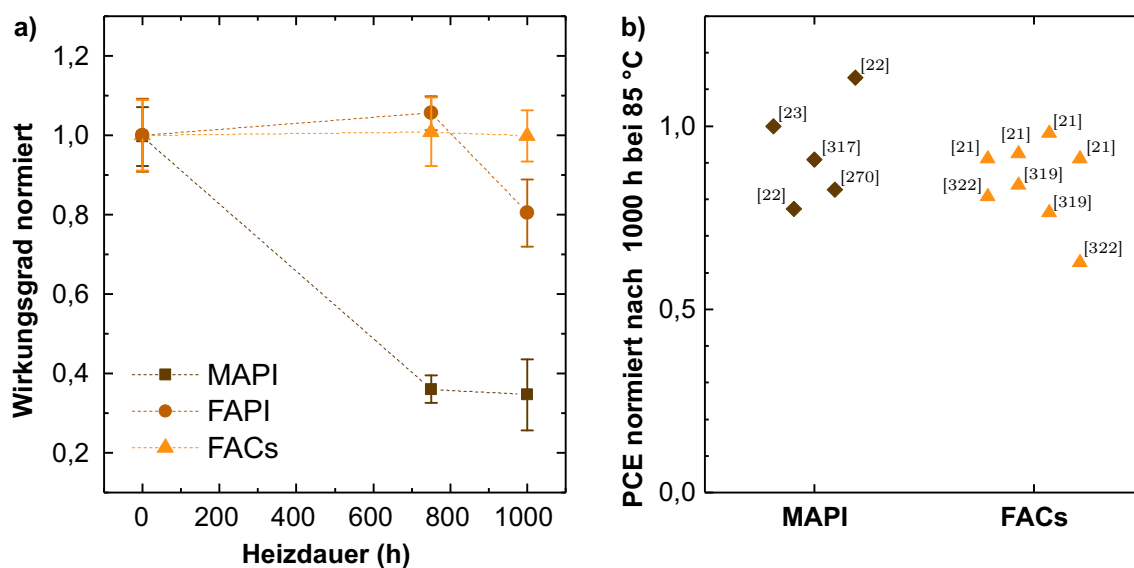 a)
1,2
1,0
0,8
0,6
0,4
0,2
Wirkungsgrad normiert
MAPI
FAPI
FACs
0 200 400 600 800 1000
Heizdauer (h)
b)
PCE normiert nach 1000 h bei 85 °C
1,0
0,5
0,0
[22]
[23]
[317]
[270]
[22]
[21]
[21]
[21]
[21]
[322]
[319]
[319]
[322]
MAPI FACs